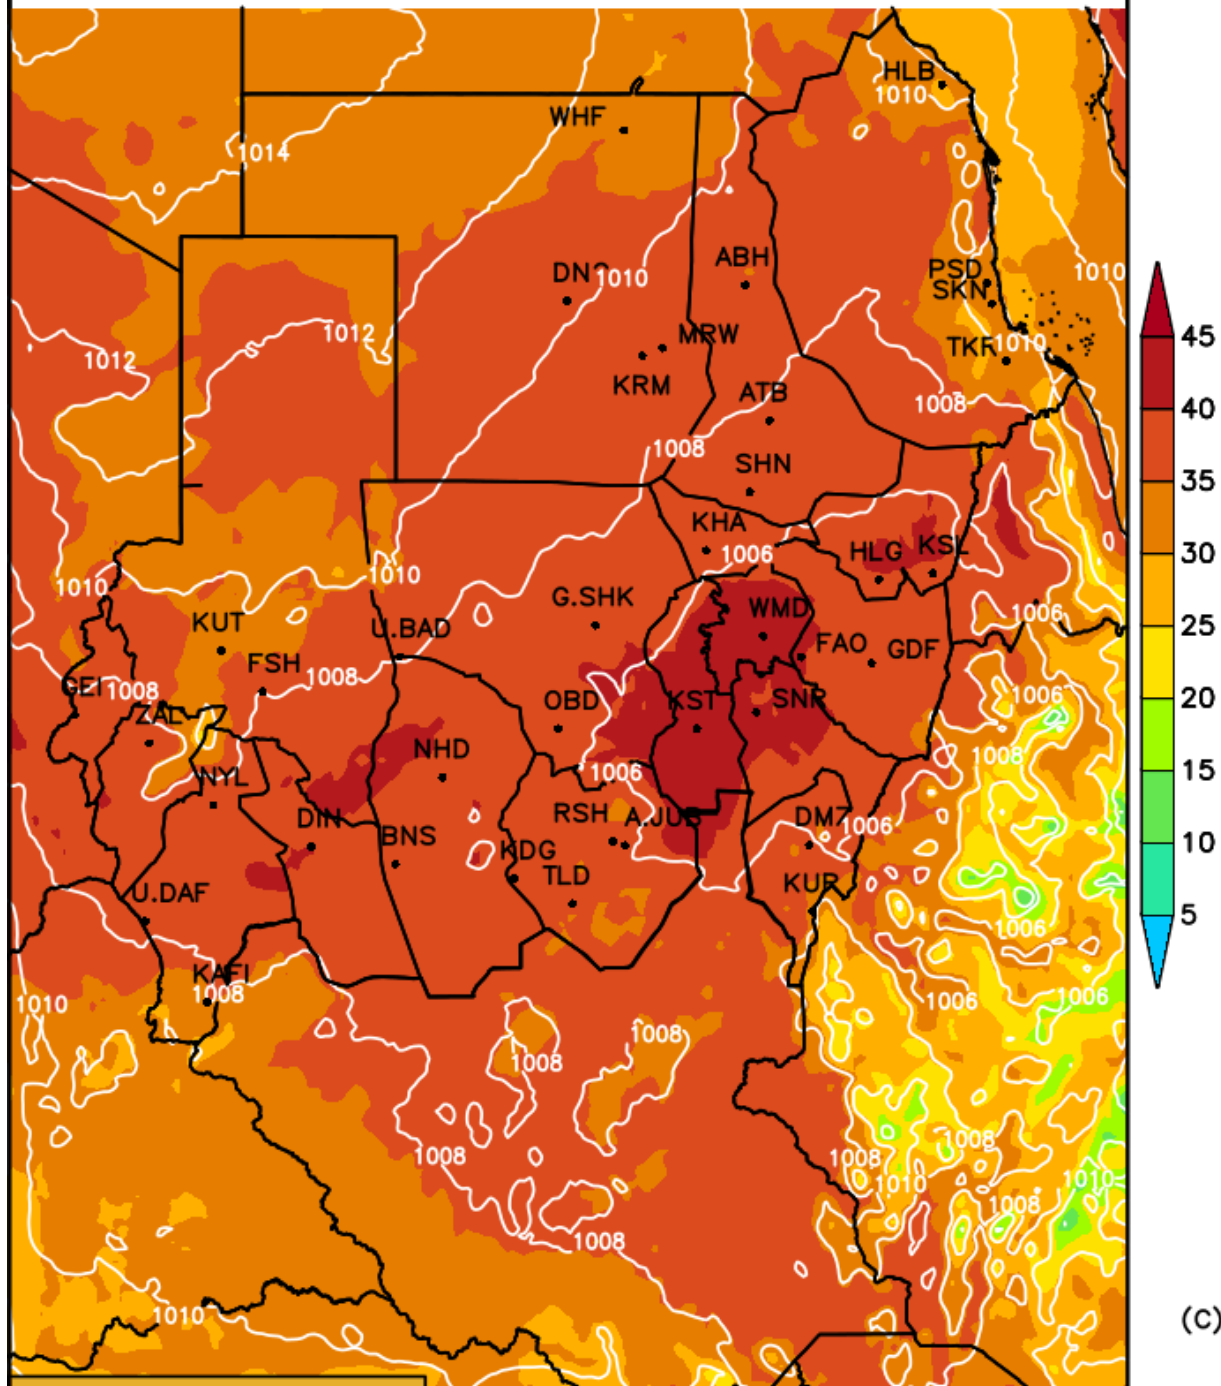 HLB
1010
WHF
1014
ABH
PSD
1010
DNG
1010
SKN
45
MRW
1012
TKR
1010
1012
KRM
40
ATB
1008
1008
SHN
35
KHA
1006
HLG
KSL
30
1010
1010
G.SHK
WMD
1006
KUT
U.BAD
25
FAO
GDF
FSH
GEN
1008
1008
OBD
KST
SNR
1006
20
ZAL
NHD
1008
NYL
1006
15
DIN
RSH
A.JUB
DMZ
1006
BNS
10
KDG
TLD
KUR
U.DAF
5
1006
KAFI
1008
1010
1006
1006
1008
1008
1008
1008
1008
1010
1010
1008
1008
1010
(C)